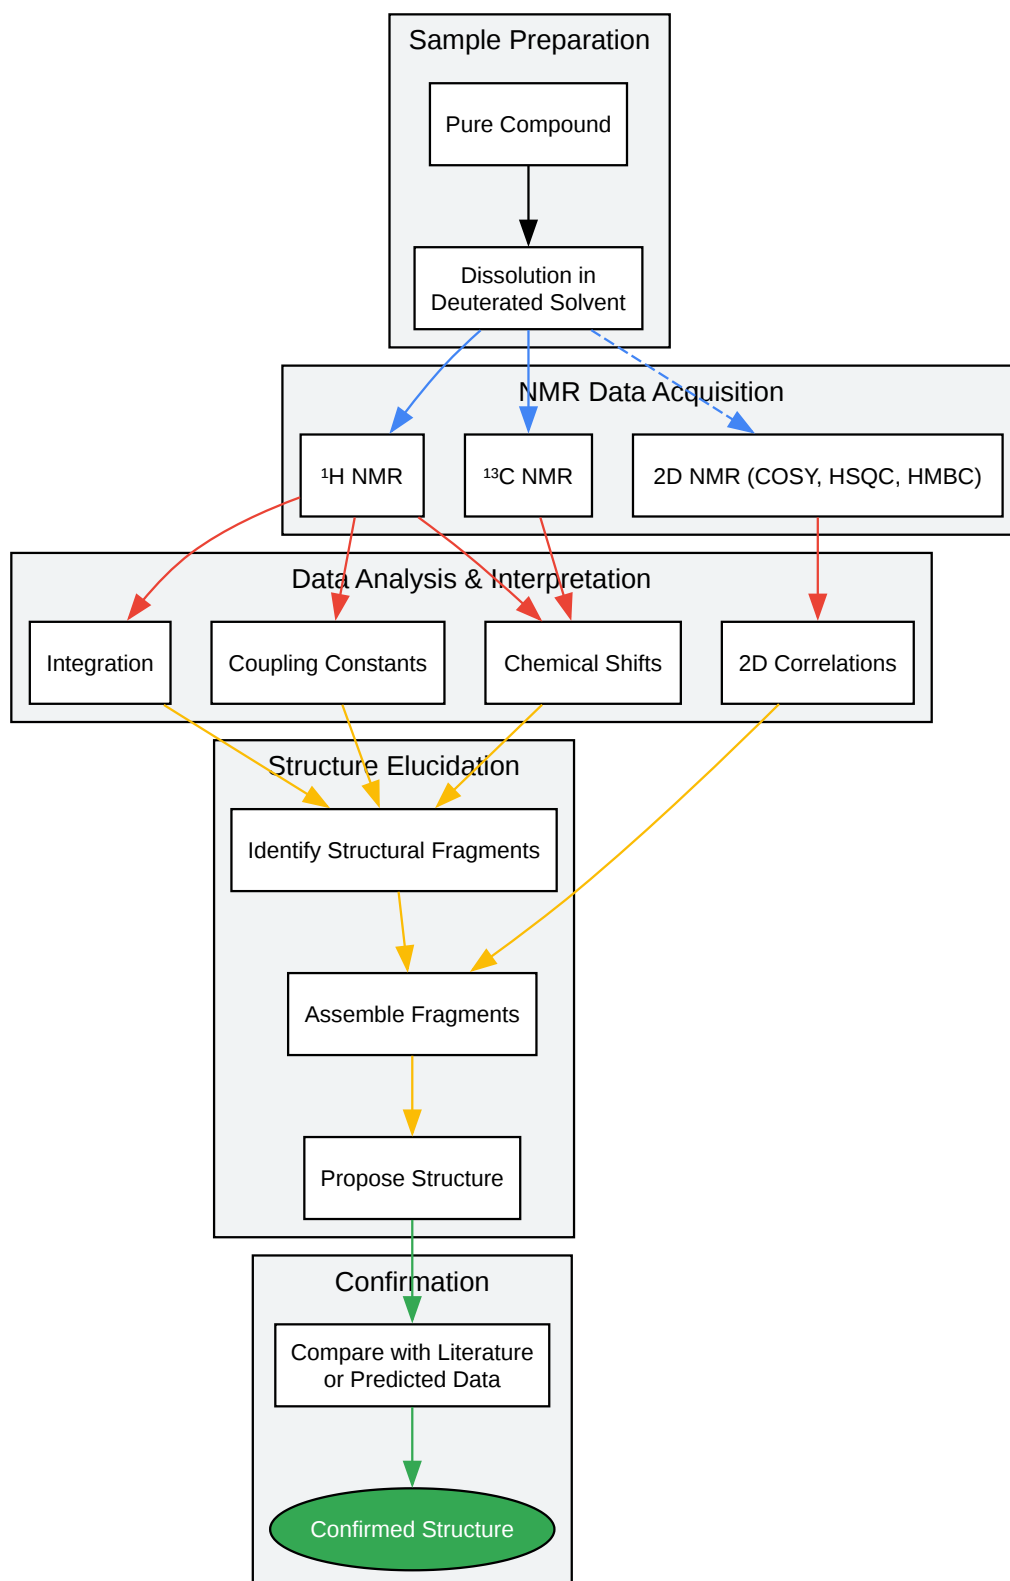 Sample Preparation
Pure Compound
Dissolution in
Deuterated Solvent
NMR Data Acquisition
¹H NMR
¹³C NMR
2D NMR (COSY, HSQC, HMBC)
Data Analysis & Interpretation
Integration
Coupling Constants
Chemical Shifts
2D Correlations
Structure Elucidation
Identify Structural Fragments
Assemble Fragments
Propose Structure
Confirmation
Compare with Literature
or Predicted Data
Confirmed Structure